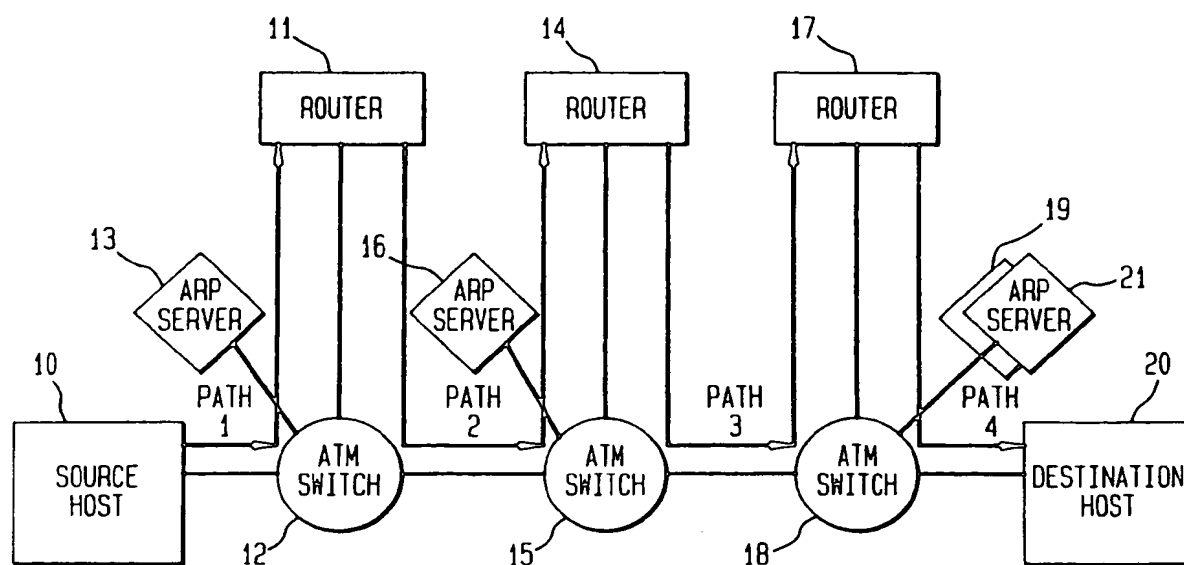 11
14
17
ROUTER
ROUTER
ROUTER
13
16
19
21
ARP
SERVER
ARP
SERVER
ARP
SERVER
10
20
PATH
1
PATH
2
PATH
3
PATH
4
SOURCE
HOST
ATM
SWITCH
ATM
SWITCH
ATM
SWITCH
DESTINATION
HOST
12
15
18